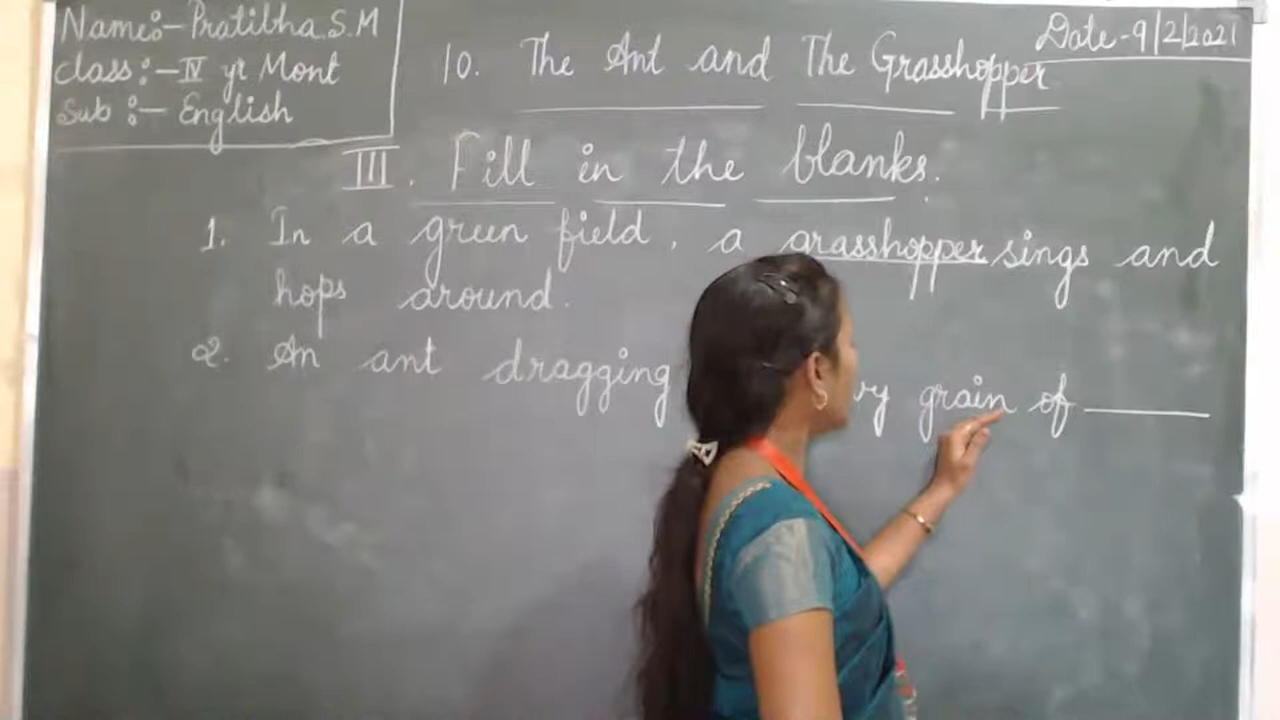 Name:- Pratibha.S.M
Class:- IV yr Mont
Sub :- English
Date-9/2/2021
10. The Ant and The Grasshopper
III. Fill in the blanks.
1. In a green field, a grasshopper sings and
hops around.
2. An ant dragging grain of ______